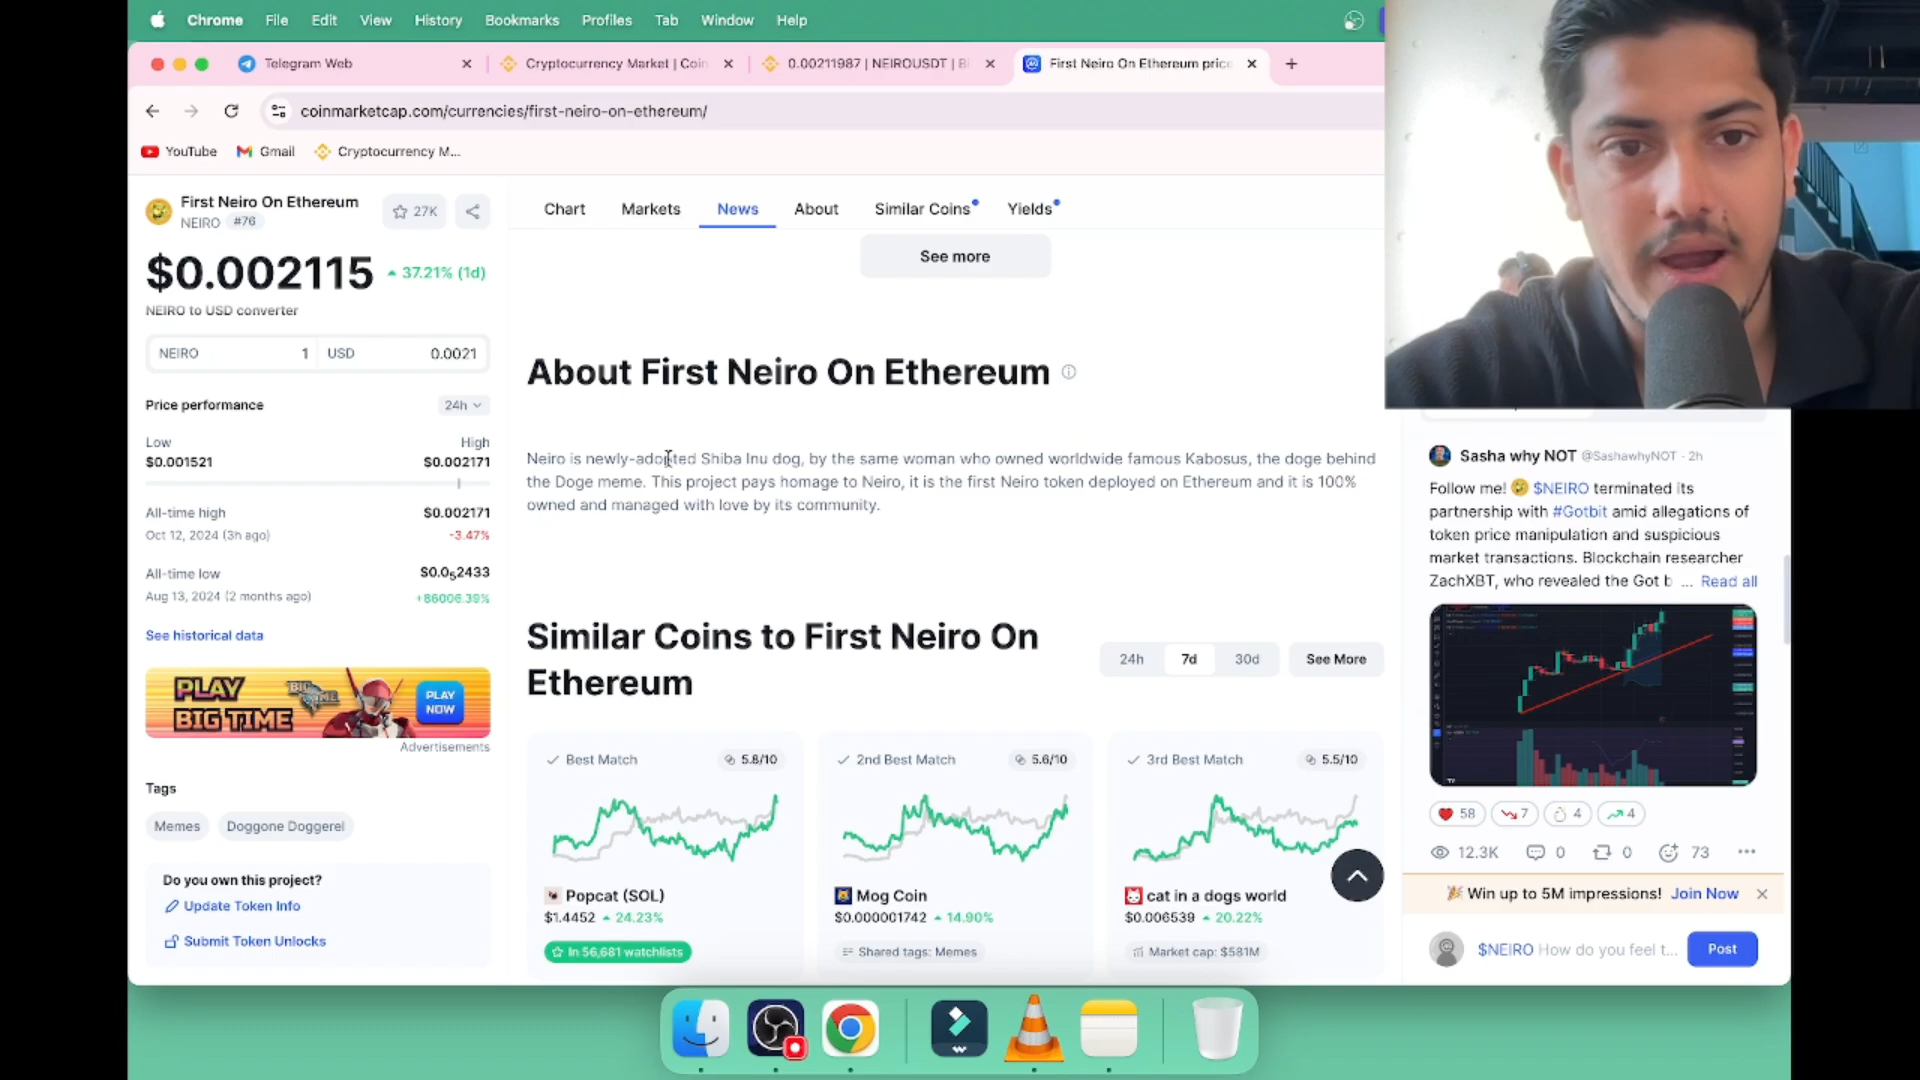 Chrome File Edit View History Bookmarks Profiles Tab Window Help
Telegram Web
Cryptocurrency Market | Coin
0.00211987 | NEIROUSDT | Bi
First Neiro On Ethereum price
coinmarketcap.com/currencies/first-neiro-on-ethereum/
YouTube Gmail Cryptocurrency M...
First Neiro On Ethereum
NEIRO #76
27K
$0.002115 37.21% (1d)
NEIRO to USD converter
NEIRO 1 USD 0.0021
Price performance 24h
Low High
$0.001521 $0.002171
All-time high $0.002171
Oct 12, 2024 (3h ago) -3.47%
All-time low $0.0₅2433
Aug 13, 2024 (2 months ago) +86006.39%
See historical data
PLAY
BIG TIME
BIG TIME
PLAY
NOW
Advertisements
Tags
Memes Doggone Doggerel
Do you own this project?
Update Token Info
Submit Token Unlocks
Chart Markets News About Similar Coins Yields
See more
About First Neiro On Ethereum
Neiro is newly-adopted Shiba Inu dog, by the same woman who owned worldwide famous Kabosus, the doge behind
the Doge meme. This project pays homage to Neiro, it is the first Neiro token deployed on Ethereum and it is 100%
owned and managed with love by its community.
Similar Coins to First Neiro On
Ethereum
24h 7d 30d See More
Best Match 5.8/10
Popcat (SOL)
$1.4452 24.23%
In 56,681 watchlists
2nd Best Match 5.6/10
Mog Coin
$0.000001742 14.90%
Shared tags: Memes
3rd Best Match 5.5/10
cat in a dogs world
$0.006539 20.22%
Market cap: $581M
Sasha why NOT @SashawhyNOT · 2h
Follow me! $NEIRO terminated its
partnership with #Gotbit amid allegations of
token price manipulation and suspicious
market transactions. Blockchain researcher
ZachXBT, who revealed the Got b ... Read all
58 7 4 4
12.3K 0 0 73
Win up to 5M impressions! Join Now
$NEIRO How do you feel t... Post